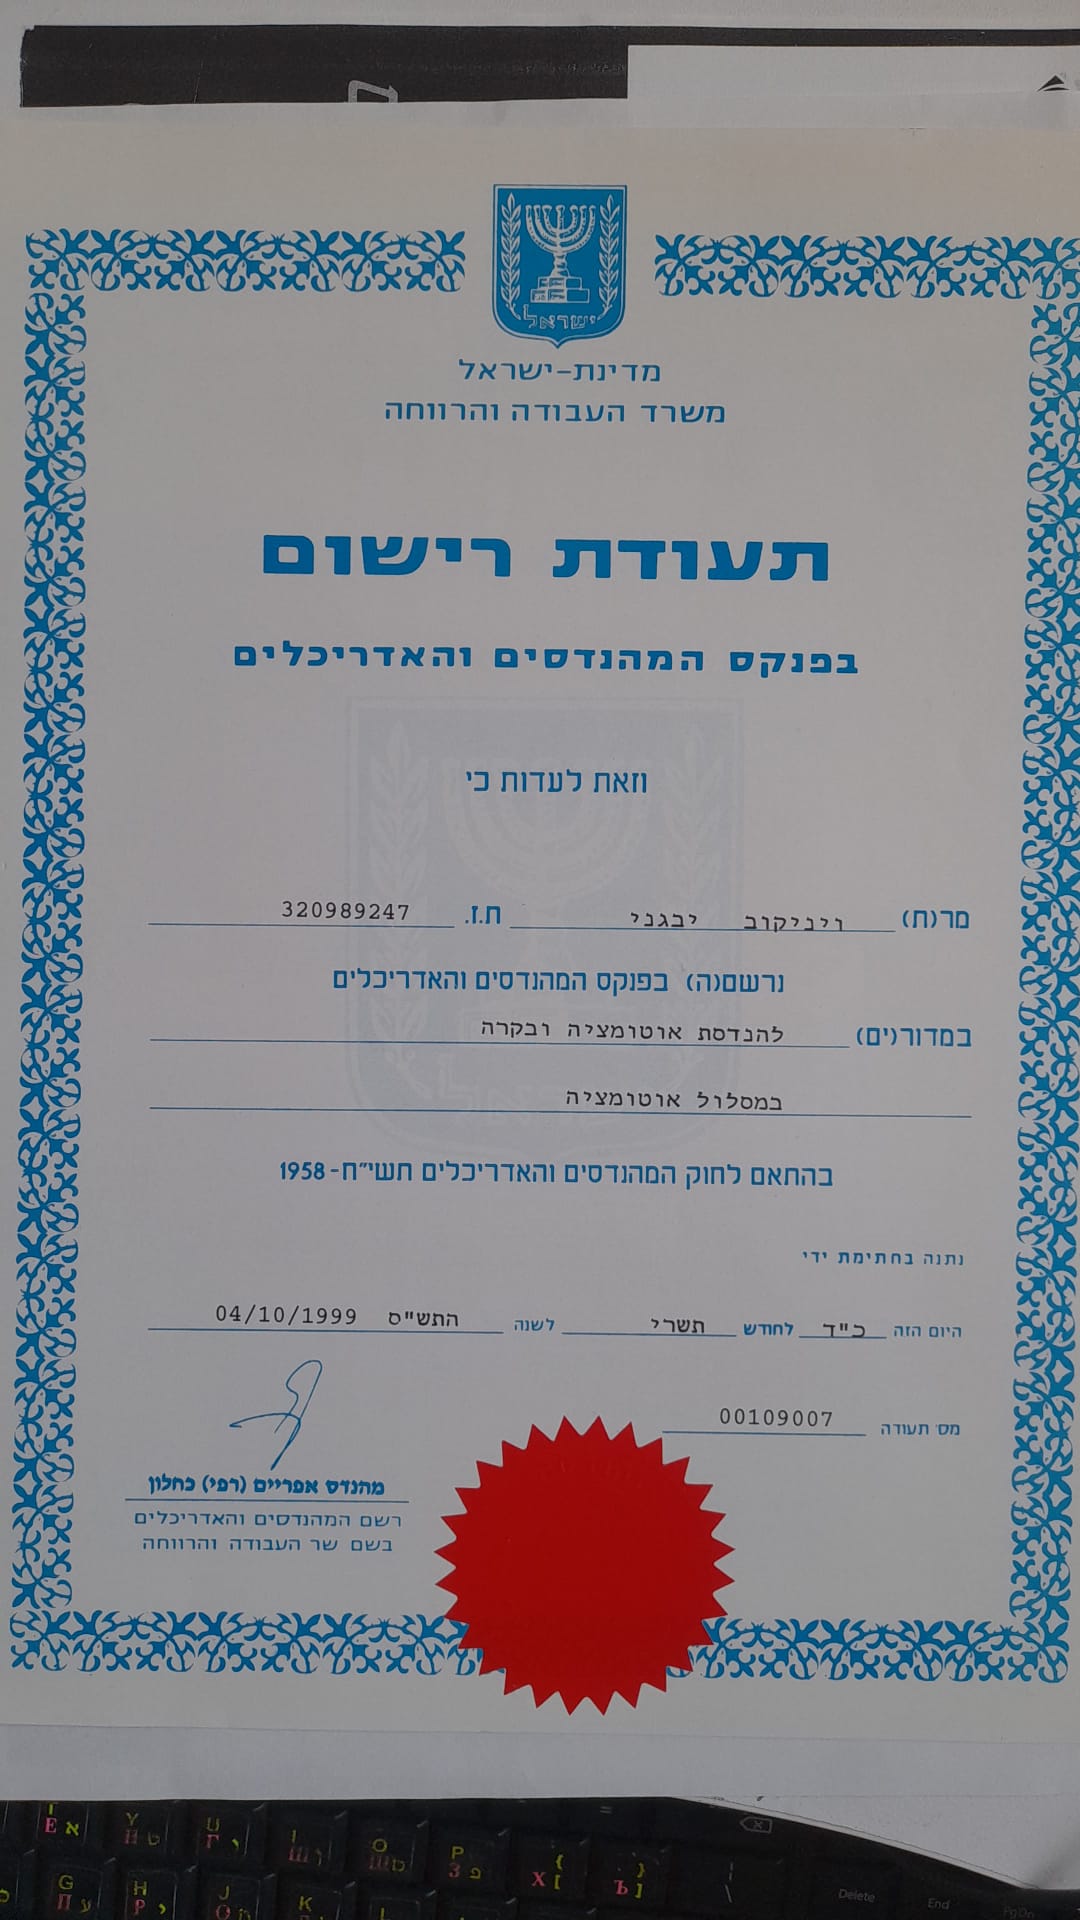 ישראל
מדינת-ישראל
משרד העבודה והרווחה
תעודת רישום
בפנקס המהנדסים והאדריכלים
וזאת לעדות כי
מר(ת) ויניקוב יבגני ת.ז. 320989247
נרשם(ה) בפנקס המהנדסים והאדריכלים
במדור(ים) להנדסת אוטומציה ובקרה
במסלול אוטומציה
בהתאם לחוק המהנדסים והאדריכלים תשי"ח-1958
נתנה בחתימת ידי
היום הזה כ"ד לחודש תשרי לשנה התש"ס 04/10/1999
מס' תעודה 00109007
מהנדס אפריים (רפי) כחלון
רשם המהנדסים והאדריכלים
בשם שר העבודה והרווחה
Delete
End
PgDn